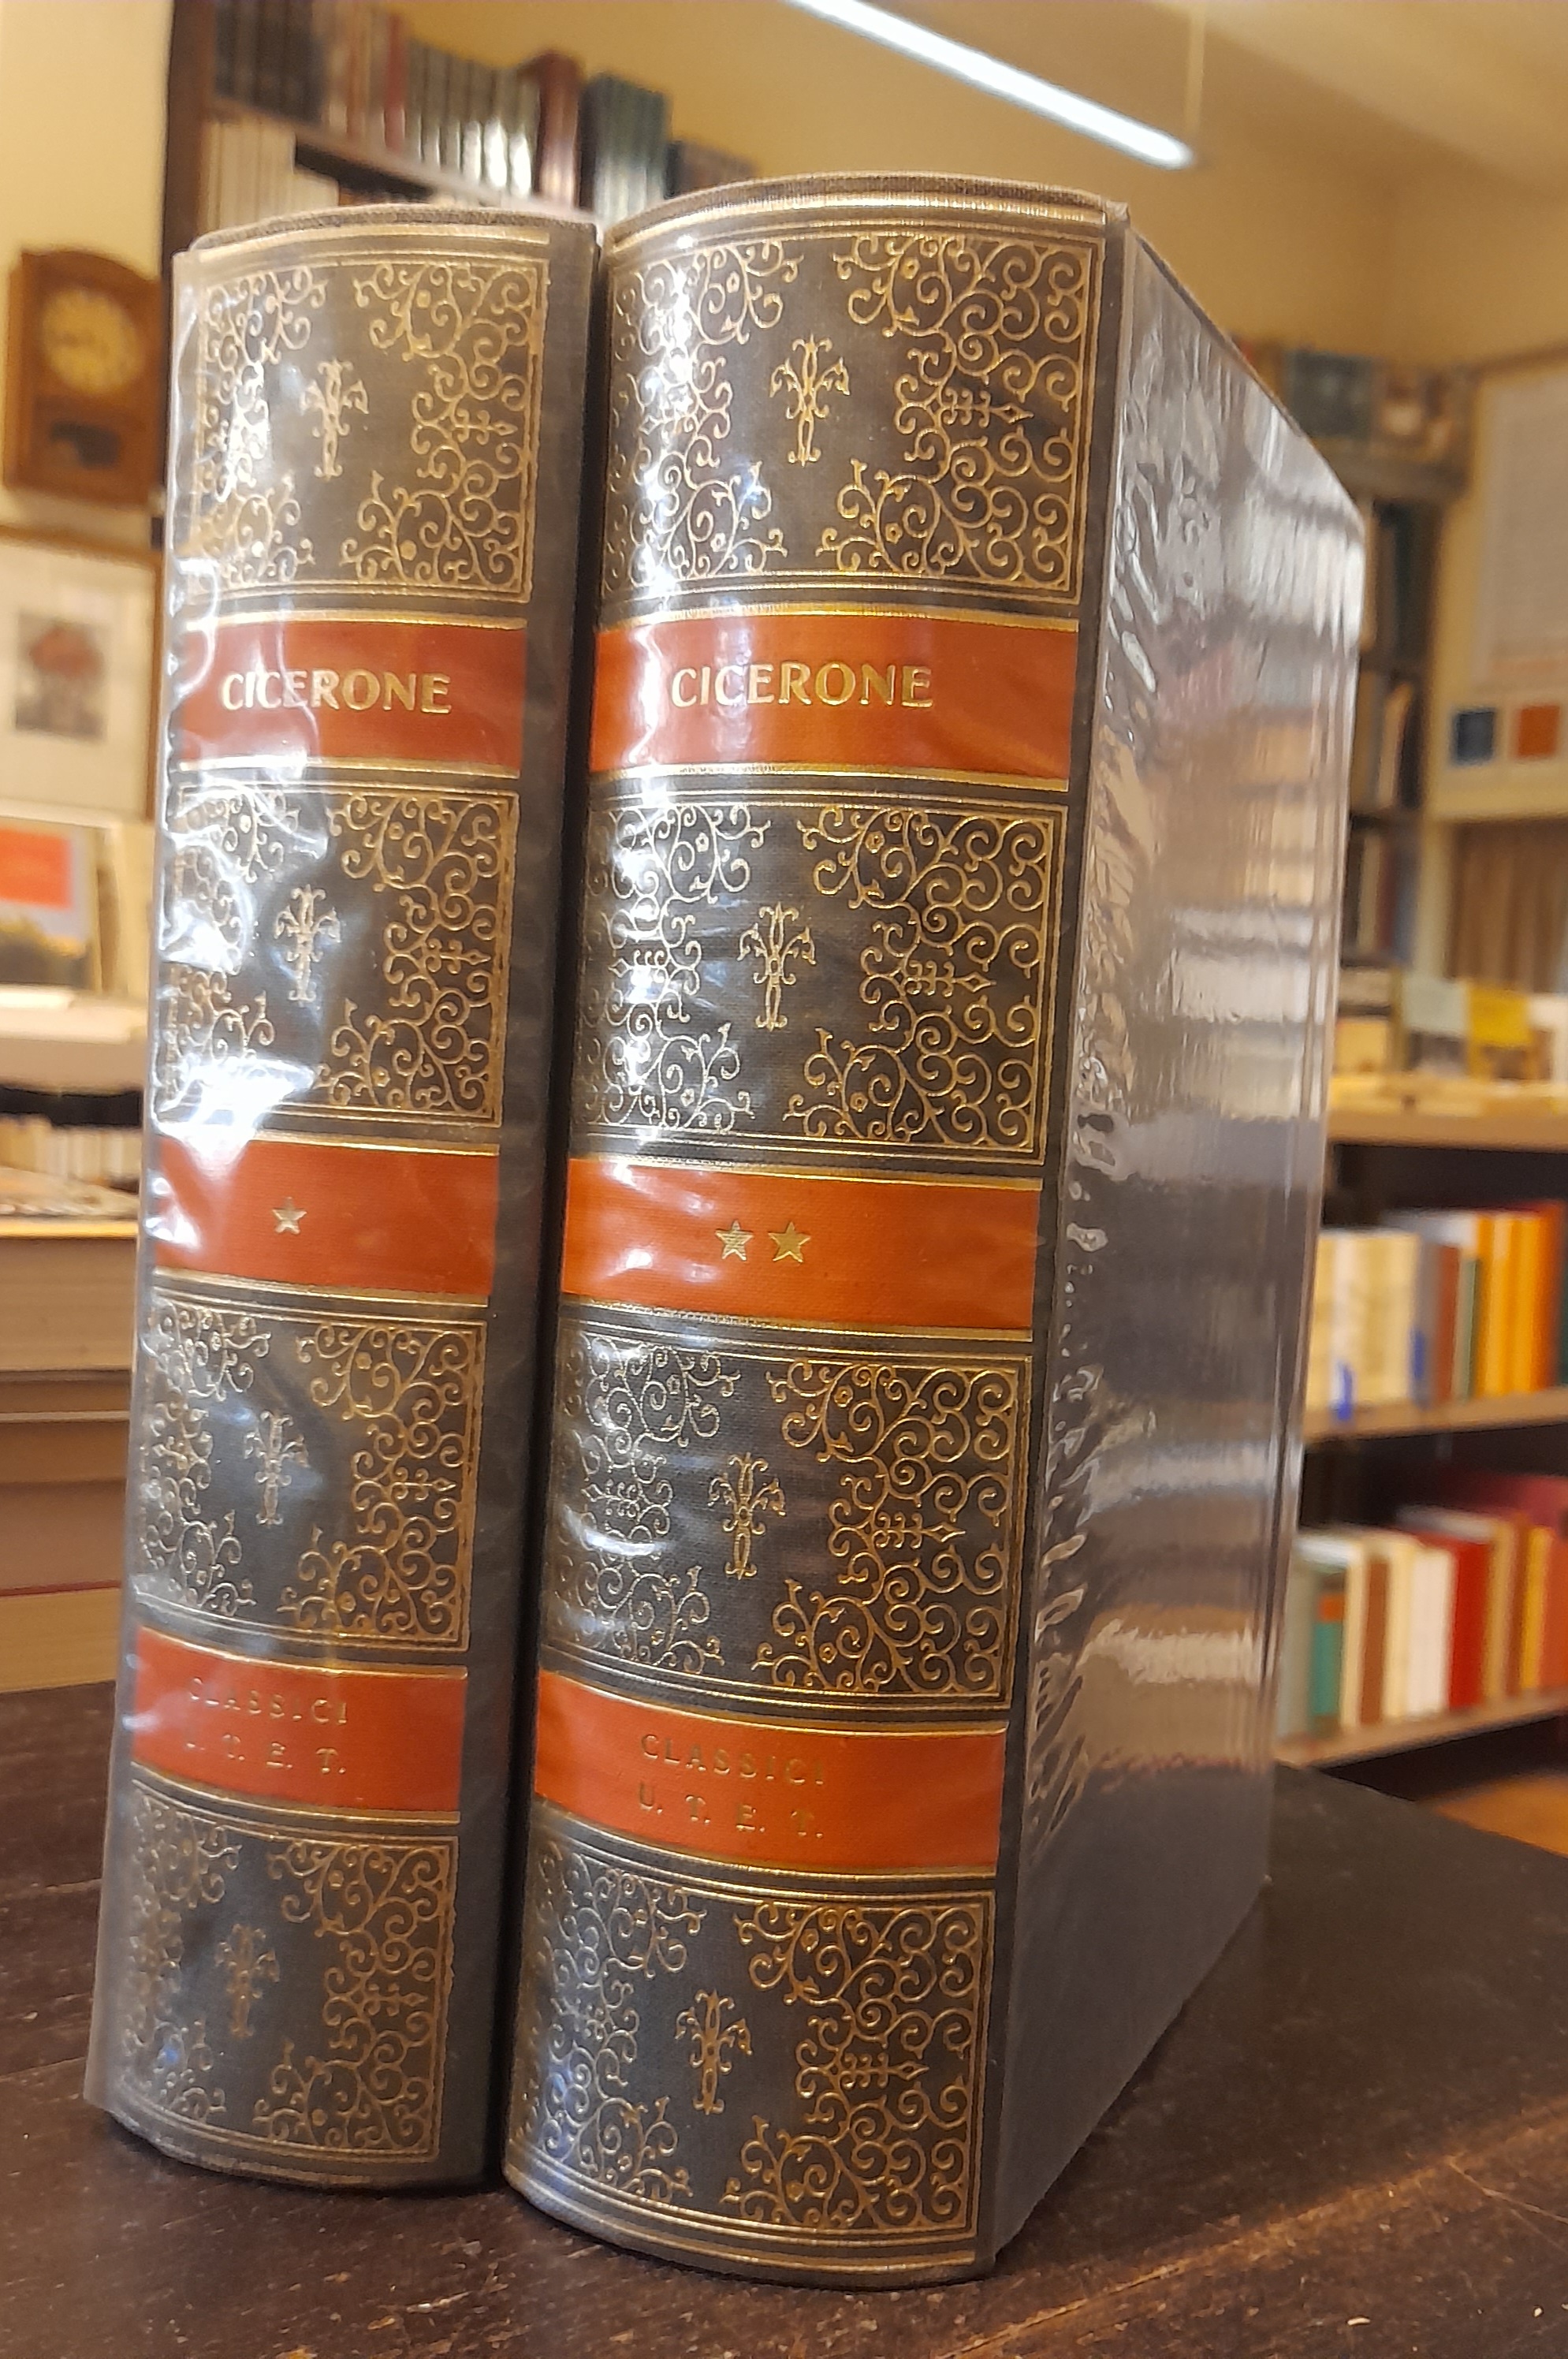 CICERONE
★
CLASSICI
U. T. E. T.
CICERONE
★★
CLASSICI
U. T. E. T.